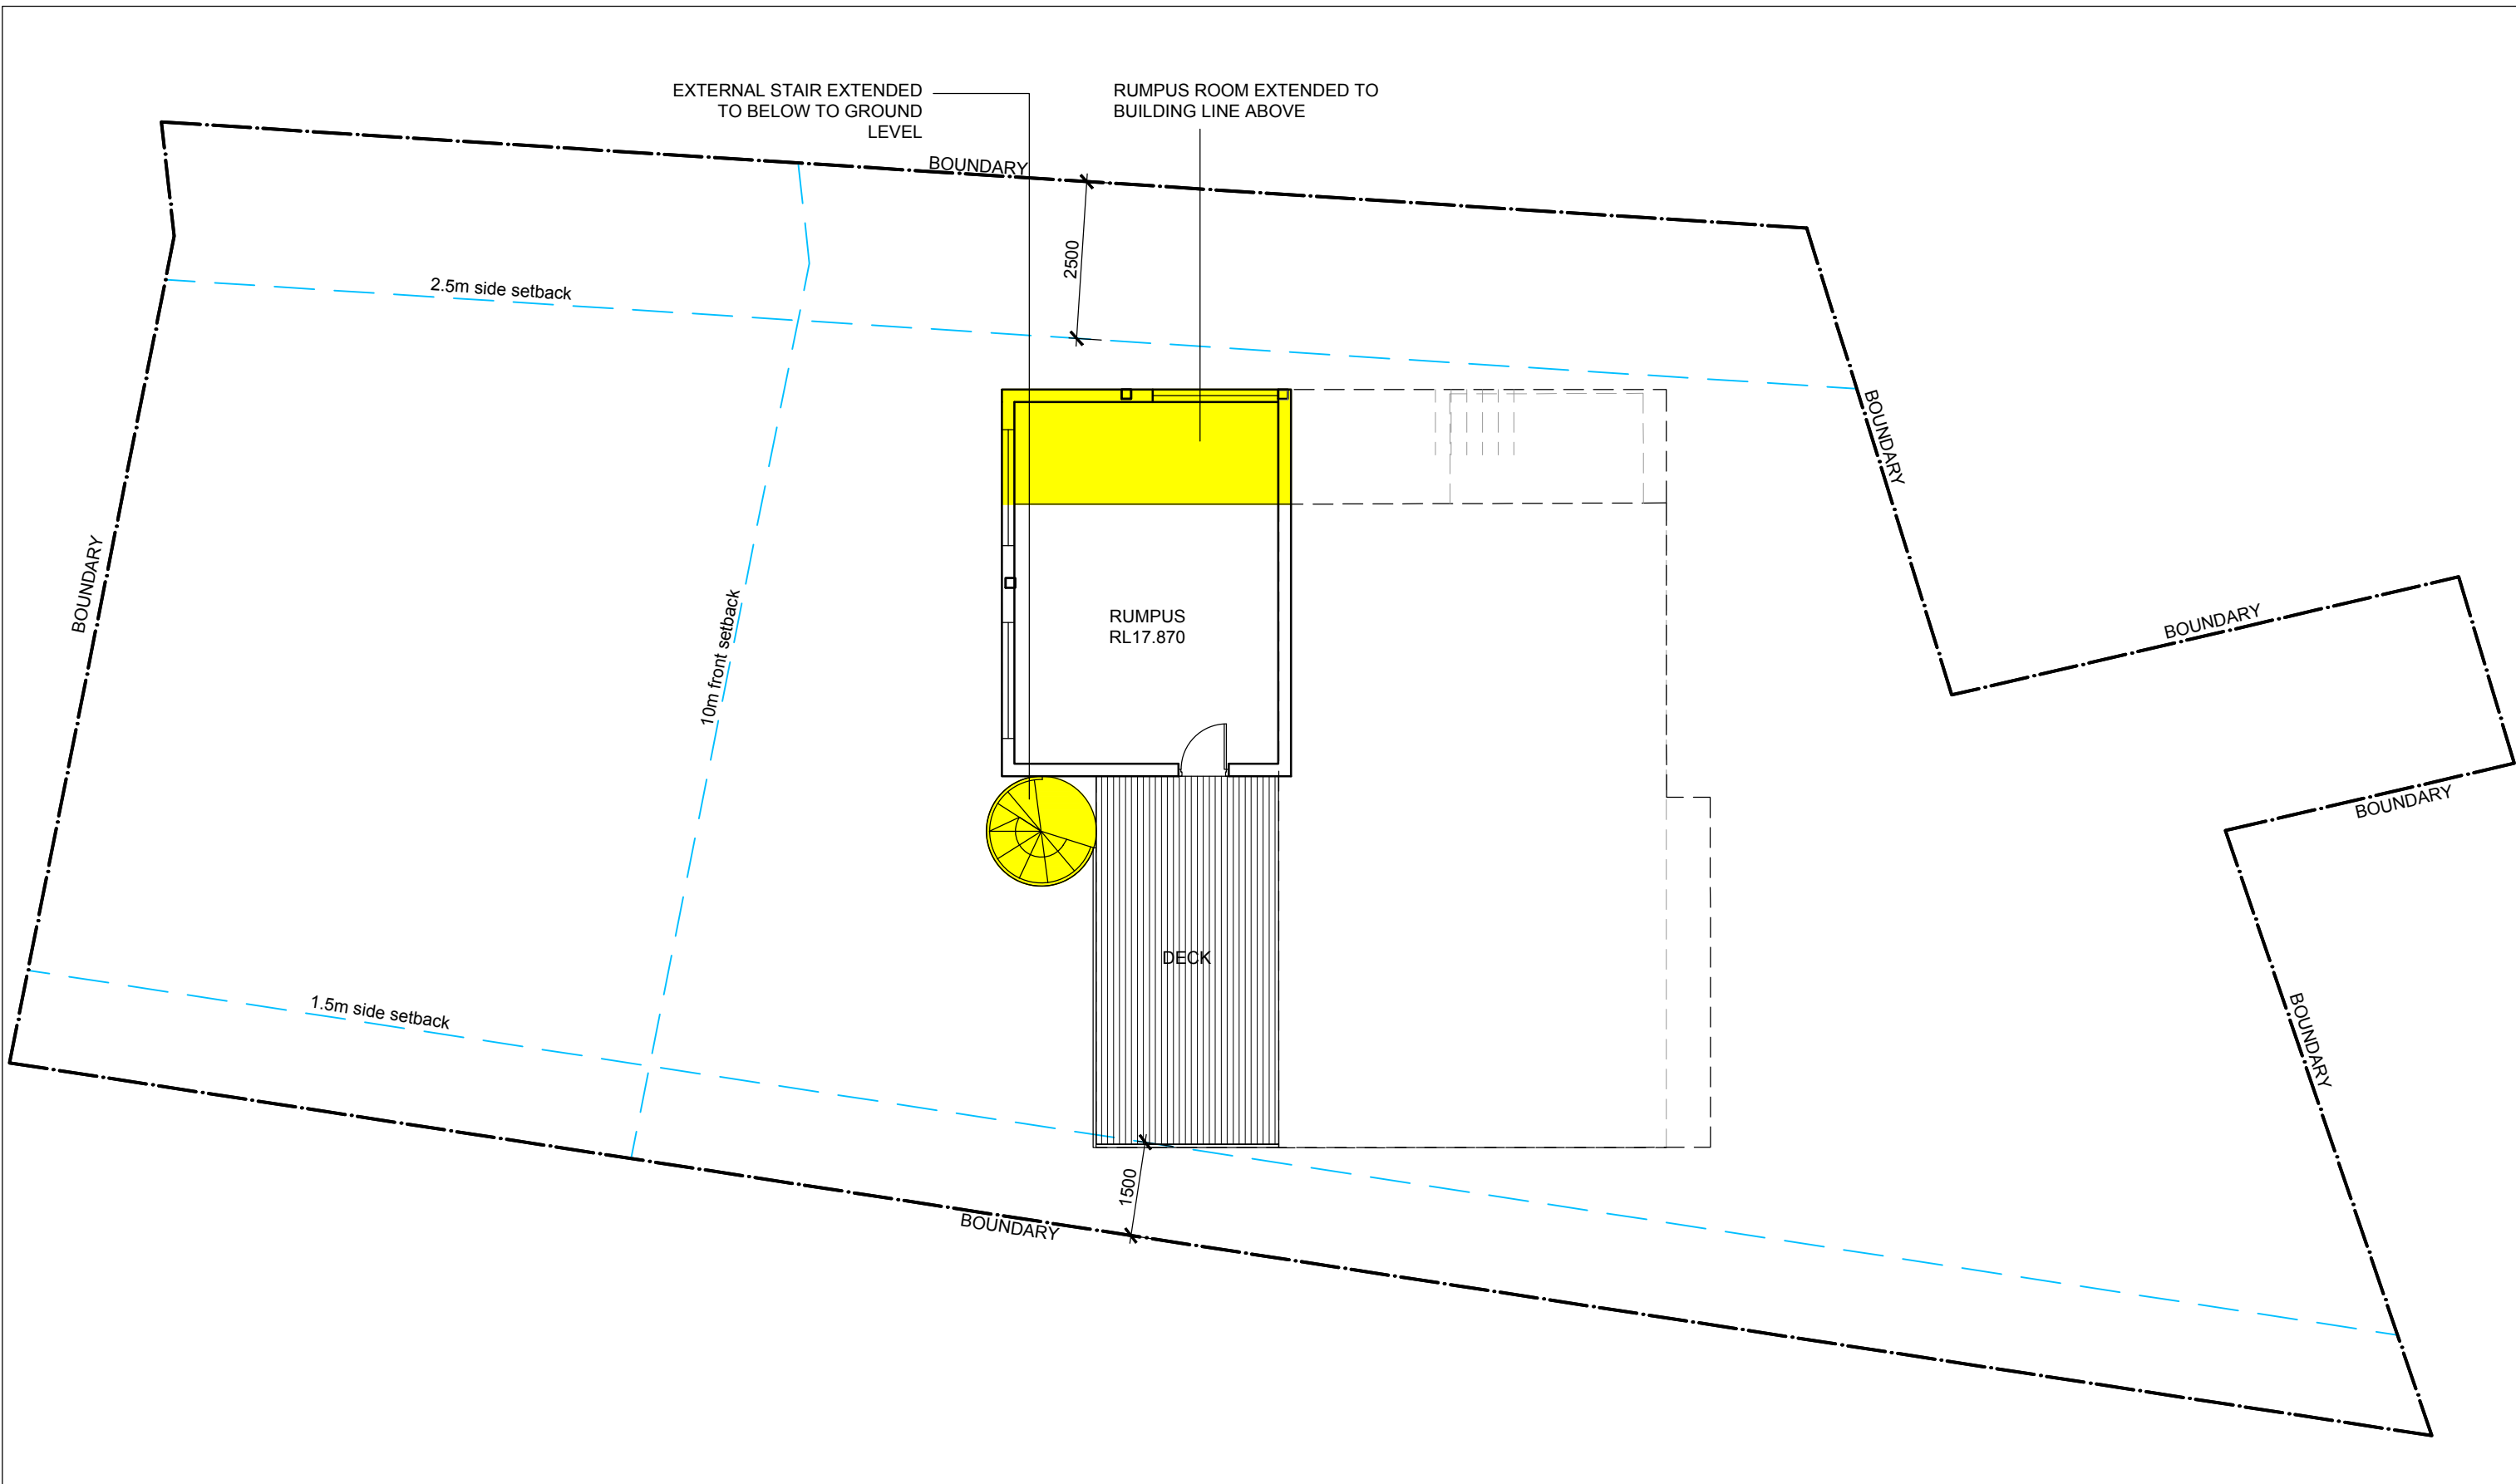 EXTERNAL STAIR EXTENDED
TO BELOW TO GROUND
LEVEL
RUMPUS ROOM EXTENDED TO
BUILDING LINE ABOVE
BOUNDARY
2500
2.5m side setback
BOUNDARY
BOUNDARY
10m front setback
RUMPUS
RL17.870
BOUNDARY
BOUNDARY
DECK
1.5m side setback
BOUNDARY
1500
BOUNDARY